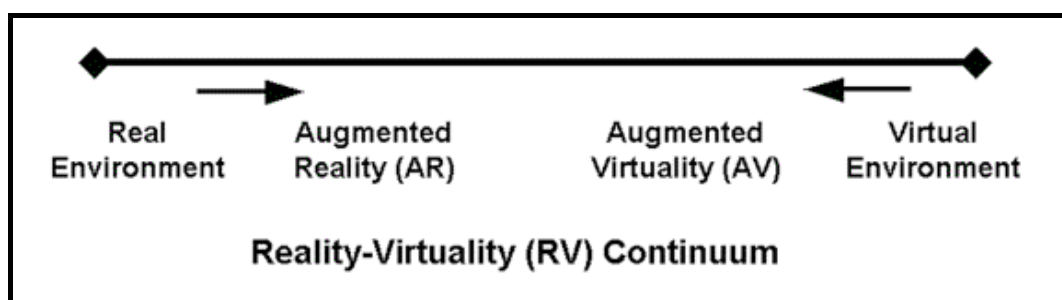 Real Environment
Augmented Reality (AR)
Augmented Virtuality (AV)
Virtual Environment
Reality-Virtuality (RV) Continuum